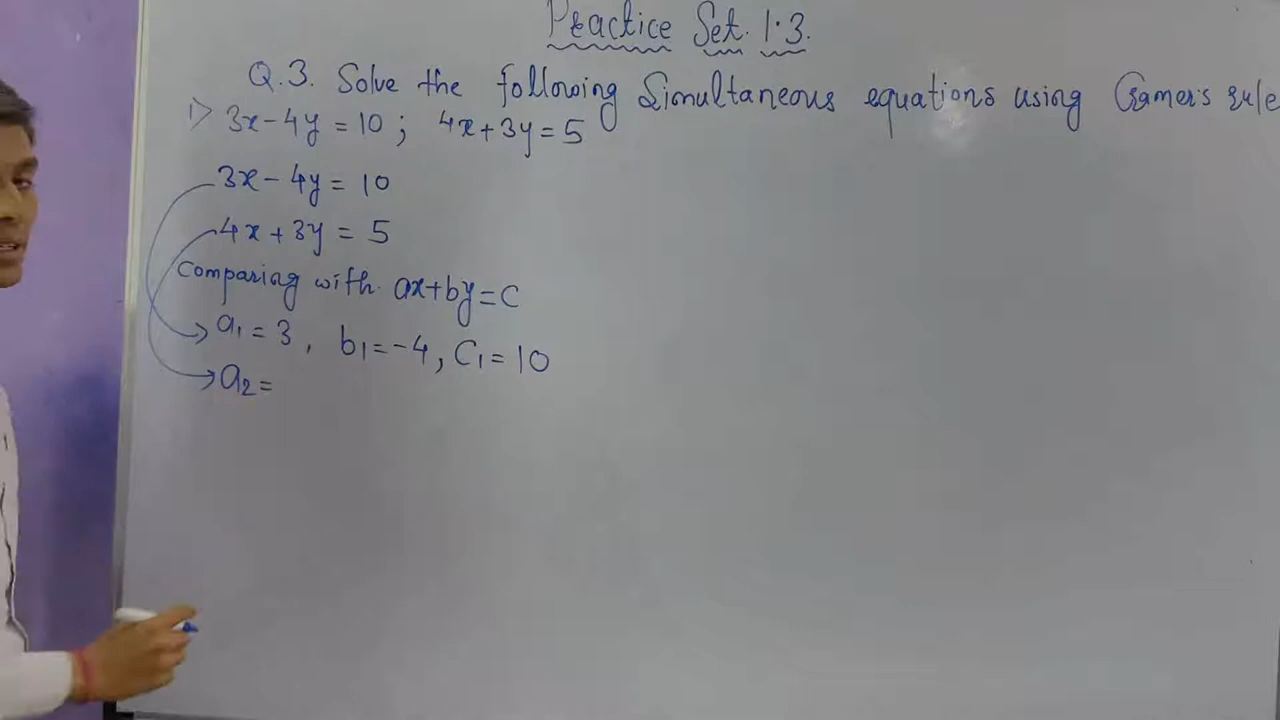 Practice Set. 1.3.
Q.3. Solve the following Simultaneous equations using Cramer's rule
1) 3x-4y=10; 4x+3y=5
3x-4y=10
4x+3y=5
Comparing with ax+by=c
a₁=3, b₁=-4, c₁=10
a₂=